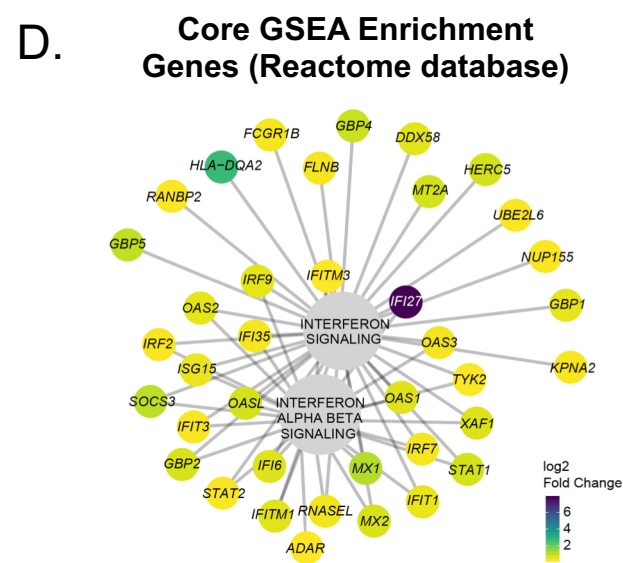 D.
Core GSEA Enrichment
Genes (Reactome database)
GBP4
FCGR1B
DDX58
HLA−DQA2
FLNB
HERC5
RANBP2
MT2A
UBE2L6
GBP5
NUP155
IFITM3
IRF9
IFI27
OAS2
GBP1
INTERFERON
SIGNALING
IFI35
IRF2
OAS3
ISG15
KPNA2
TYK2
SOCS3
OASL
OAS1
INTERFERON
ALPHA BETA
SIGNALING
IFIT3
XAF1
IRF7
GBP2
IFI6
MX1
STAT1
STAT2
IFIT1
IFITM1
RNASEL
MX2
ADAR
log2
Fold Change
6
4
2